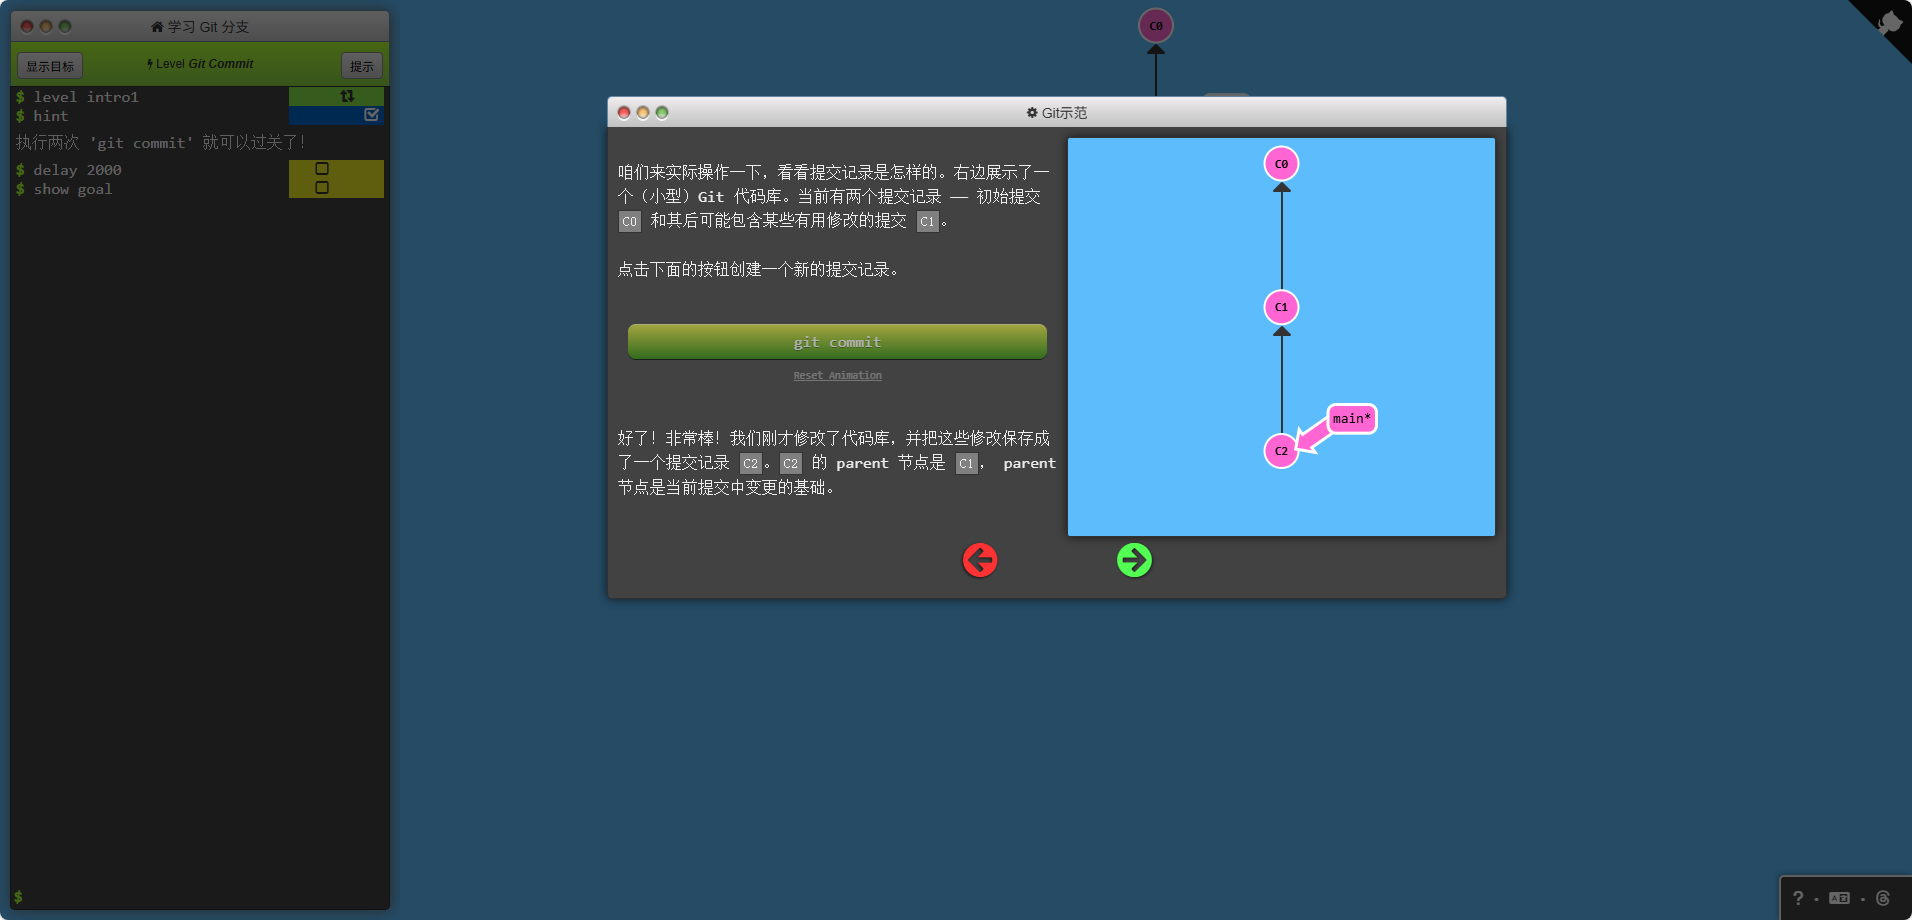 学习 Git 分支
显示目标
Level Git Commit
提示
$ level intro1
$ hint
执行两次 'git commit' 就可以过关了！
$ delay 2000
$ show goal
$
C0
Git示范
咱们来实际操作一下，看看提交记录是怎样的。右边展示了一
个（小型）Git 代码库。当前有两个提交记录 —— 初始提交
C0 和其后可能包含某些有用修改的提交 C1。
点击下面的按钮创建一个新的提交记录。
git commit
Reset Animation
好了！非常棒！我们刚才修改了代码库，并把这些修改保存成
了一个提交记录 C2。C2 的 parent 节点是 C1， parent
节点是当前提交中变更的基础。
C0
C1
main*
C2
?